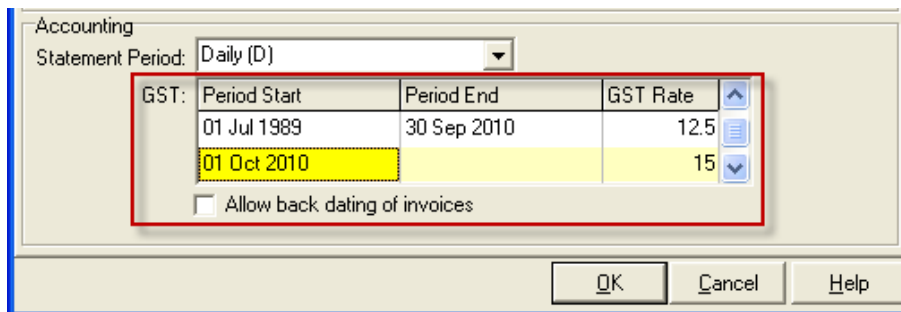 Accounting
Statement Period: Daily (D)
GST: Period Start Period End GST Rate
01 Jul 1989 30 Sep 2010 12.5
01 Oct 2010 15
Allow back dating of invoices
OK Cancel Help